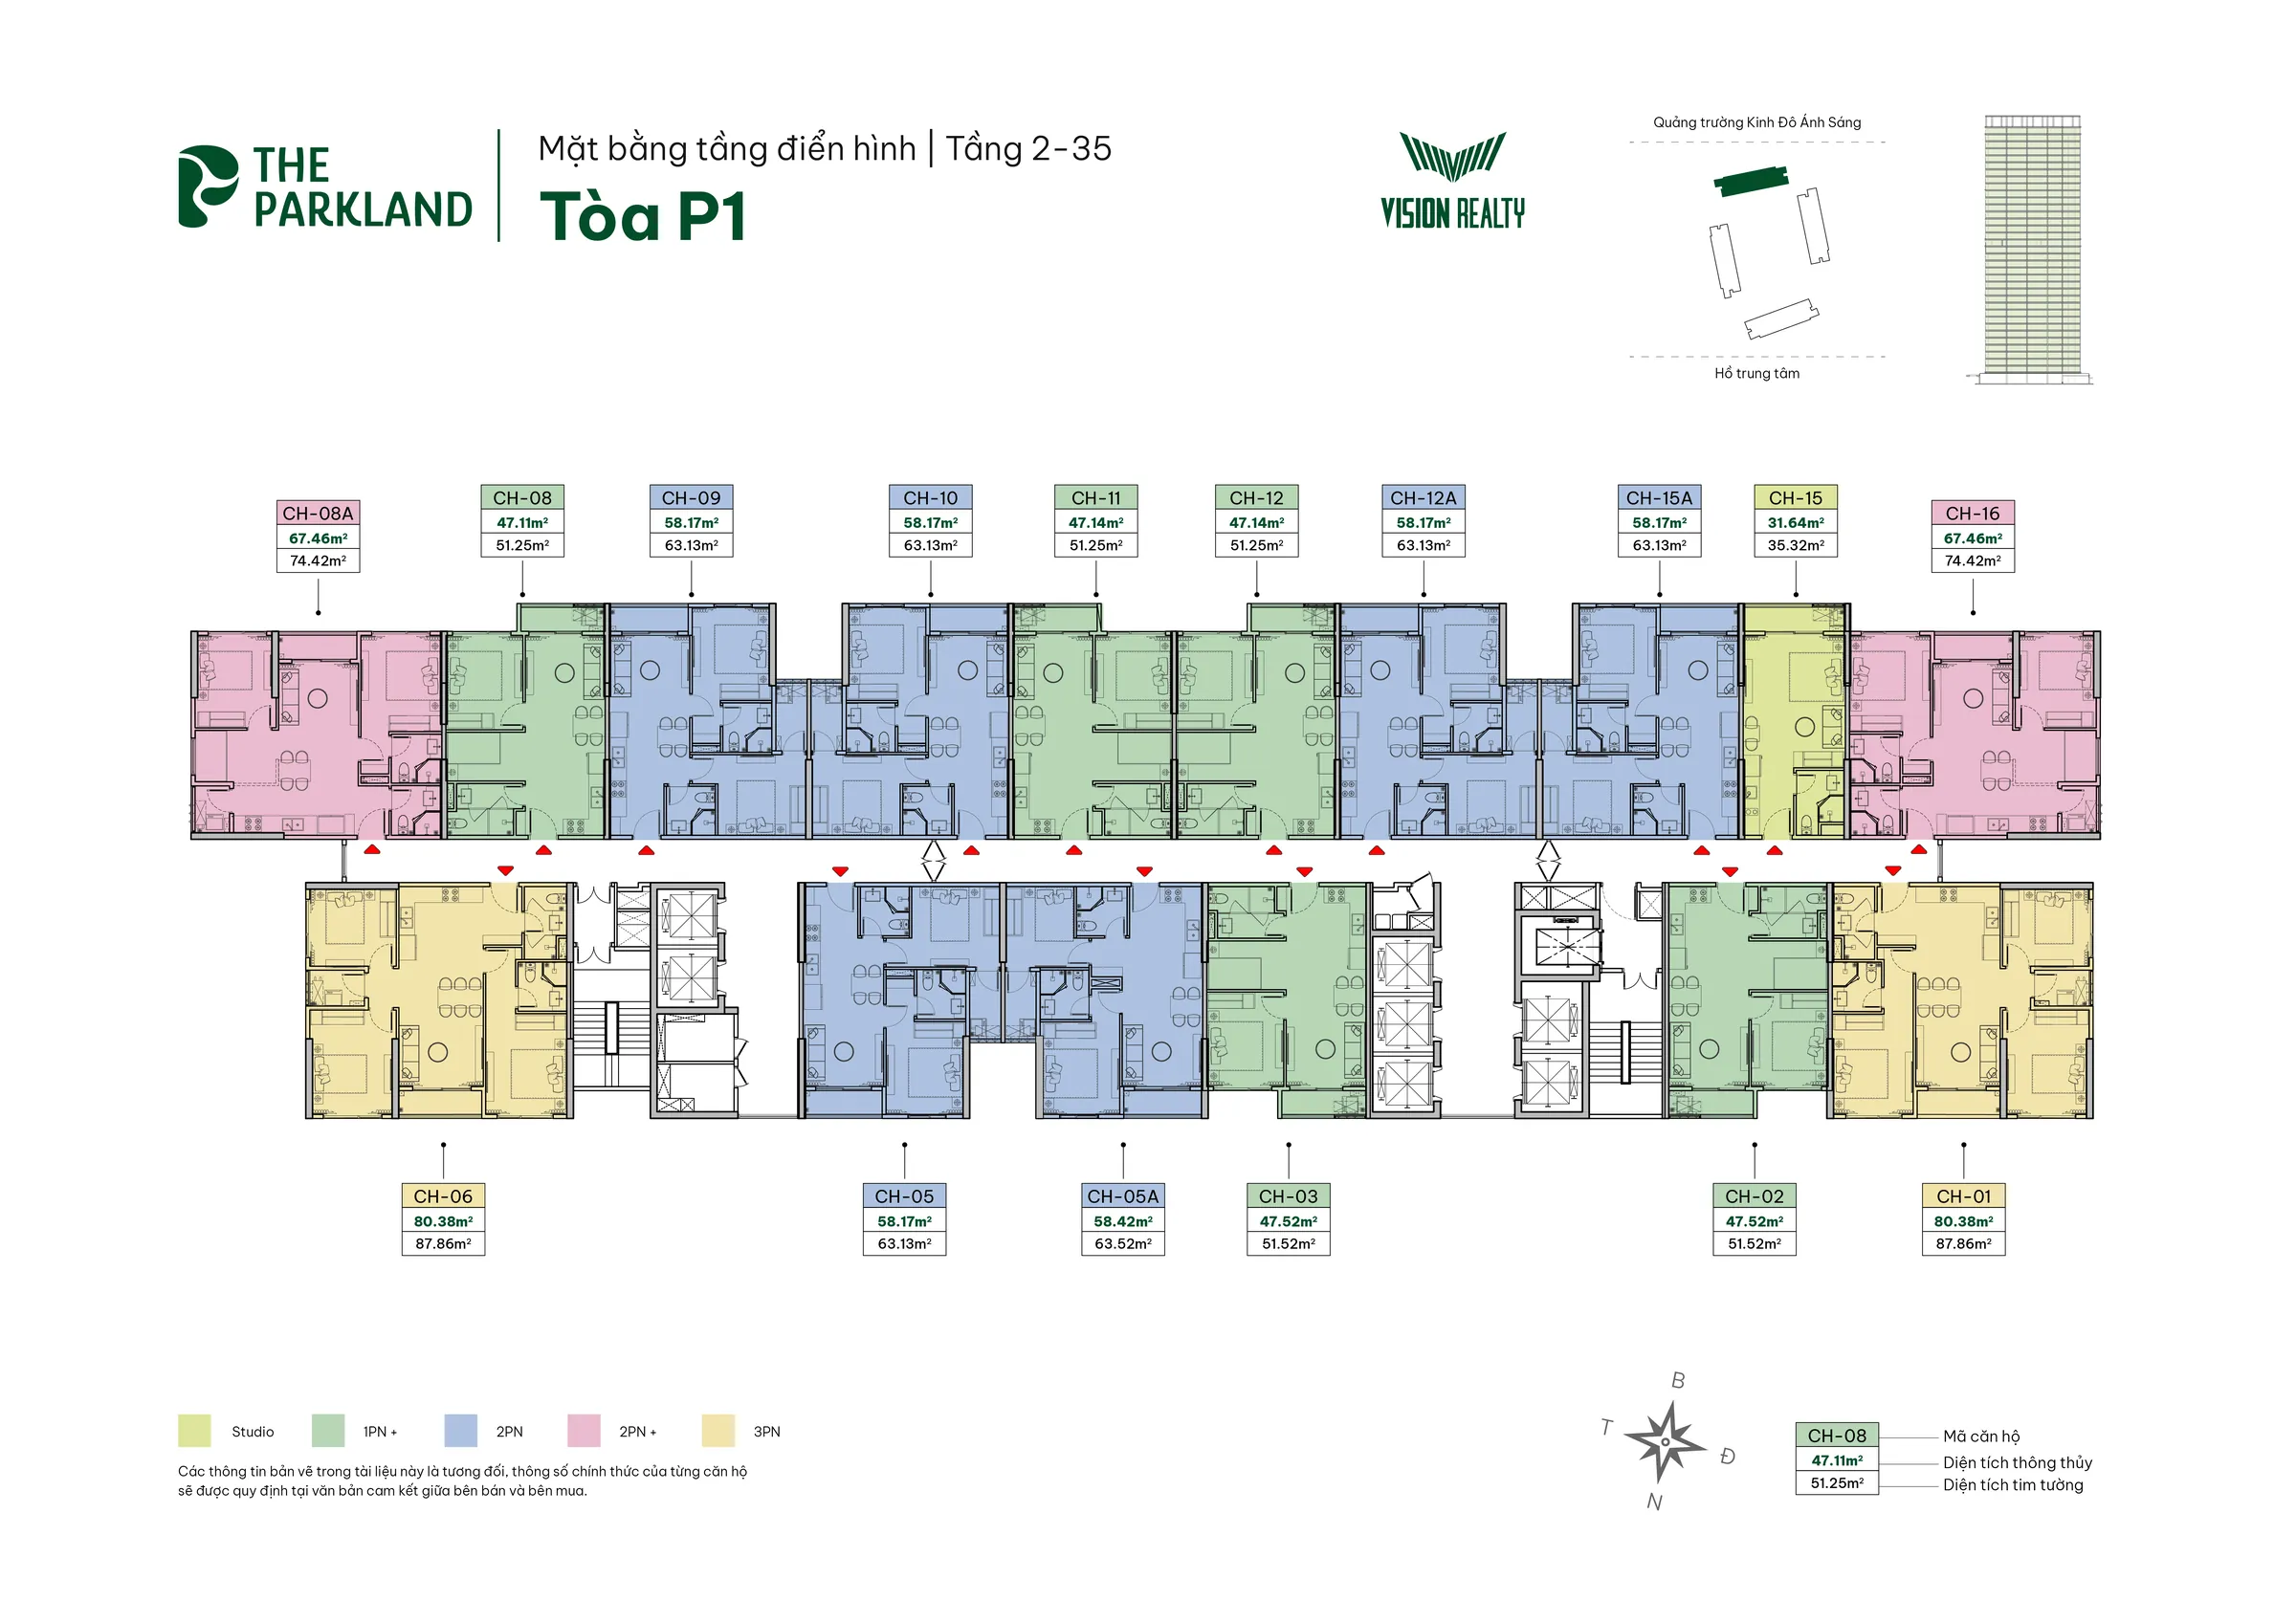 THE
PARKLAND
Mặt bằng tầng điển hình | Tầng 2-35
Tòa P1
VISION REALTY
Quảng trường Kinh Đô Ánh Sáng
Hồ trung tâm
CH-08A
67.46m²
74.42m²
CH-08
47.11m²
51.25m²
CH-09
58.17m²
63.13m²
CH-10
58.17m²
63.13m²
CH-11
47.14m²
51.25m²
CH-12
47.14m²
51.25m²
CH-12A
58.17m²
63.13m²
CH-15A
58.17m²
63.13m²
CH-15
31.64m²
35.32m²
CH-16
67.46m²
74.42m²
CH-06
80.38m²
87.86m²
CH-05
58.17m²
63.13m²
CH-05A
58.42m²
63.52m²
CH-03
47.52m²
51.52m²
CH-02
47.52m²
51.52m²
CH-01
80.38m²
87.86m²
Studio
1PN +
2PN
2PN +
3PN
Các thông tin bản vẽ trong tài liệu này là tương đối, thông số chính thức của từng căn hộ
sẽ được quy định tại văn bản cam kết giữa bên bán và bên mua.
B
T
Đ
N
CH-08
47.11m²
51.25m²
Mã căn hộ
Diện tích thông thủy
Diện tích tim tường